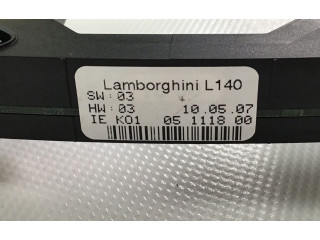 Lamborghini L140
SW:03
HW:03 10.05.07
IE K01 05 1118 00